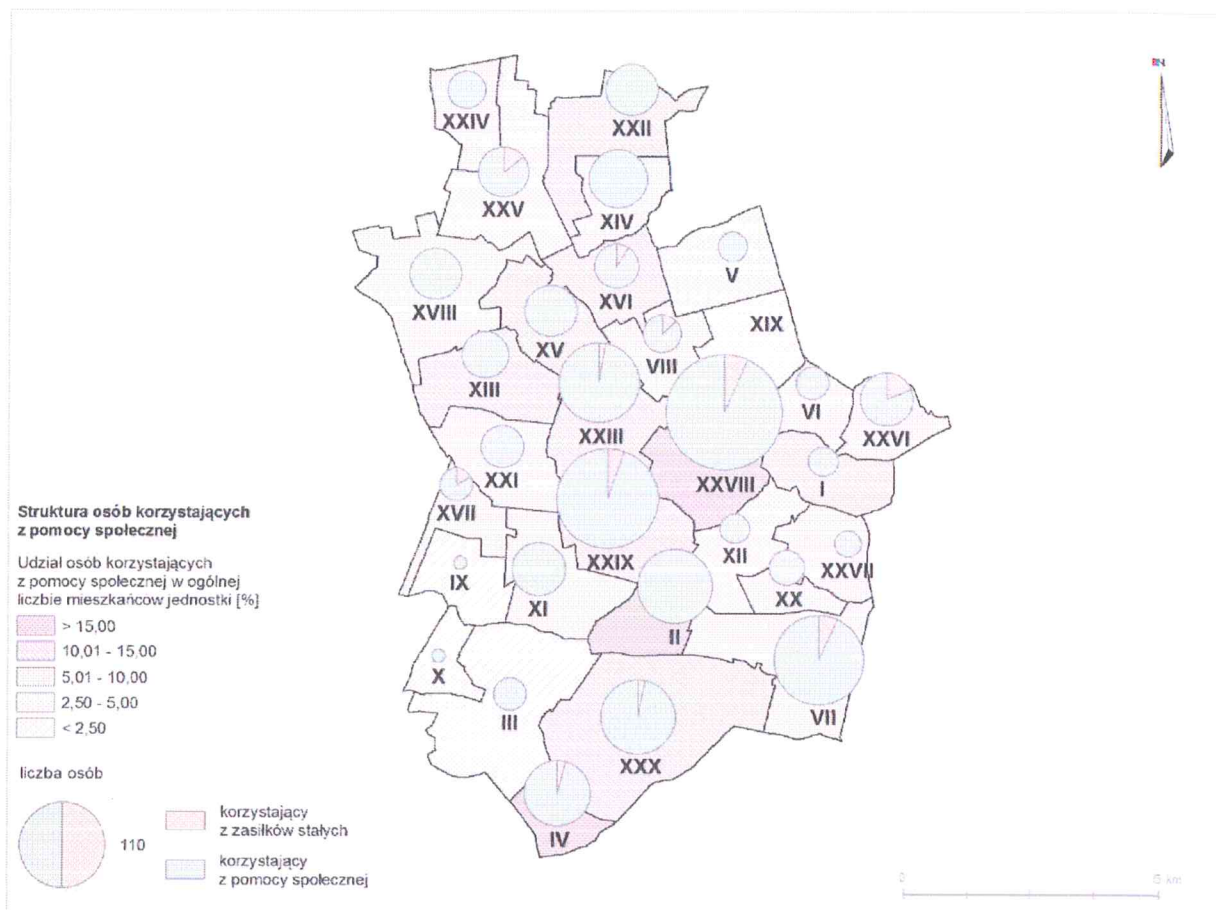 N
XXIV
XXII
XXV
XIV
V
XVIII
XVI
XIX
XV
VIII
XIII
VI
XXVI
XXIII
XXI
XXVIII
I
XVII
XXIX
XII
XXVII
IX
XI
XX
II
X
III
VII
XXX
IV
Struktura osób korzystających
z pomocy społecznej
Udział osób korzystających
z pomocy społecznej w ogólnej
liczbie mieszkańcow jednostki [%]
> 15,00
10,01 - 15,00
5,01 - 10,00
2,50 - 5,00
< 2,50
liczba osób
110
korzystający
z zasiłków stałych
korzystający
z pomocy społecznej
0 5 km